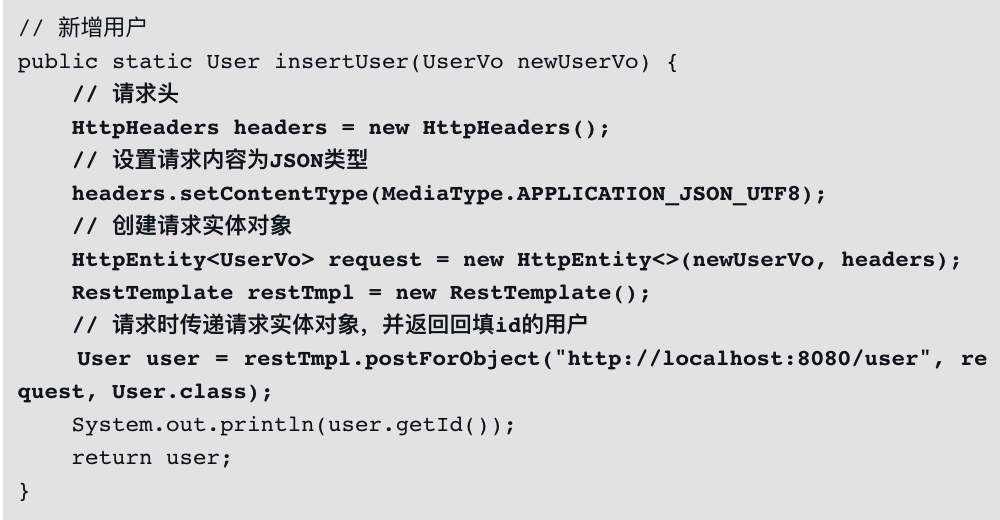 // 新增用户
public static User insertUser(UserVo newUserVo) {
    // 请求头
    HttpHeaders headers = new HttpHeaders();
    // 设置请求内容为JSON类型
    headers.setContentType(MediaType.APPLICATION_JSON_UTF8);
    // 创建请求实体对象
    HttpEntity<UserVo> request = new HttpEntity<>(newUserVo, headers);
    RestTemplate restTmpl = new RestTemplate();
    // 请求时传递请求实体对象，并返回回填id的用户
    User user = restTmpl.postForObject("http://localhost:8080/user", re
quest, User.class);
    System.out.println(user.getId());
    return user;
}